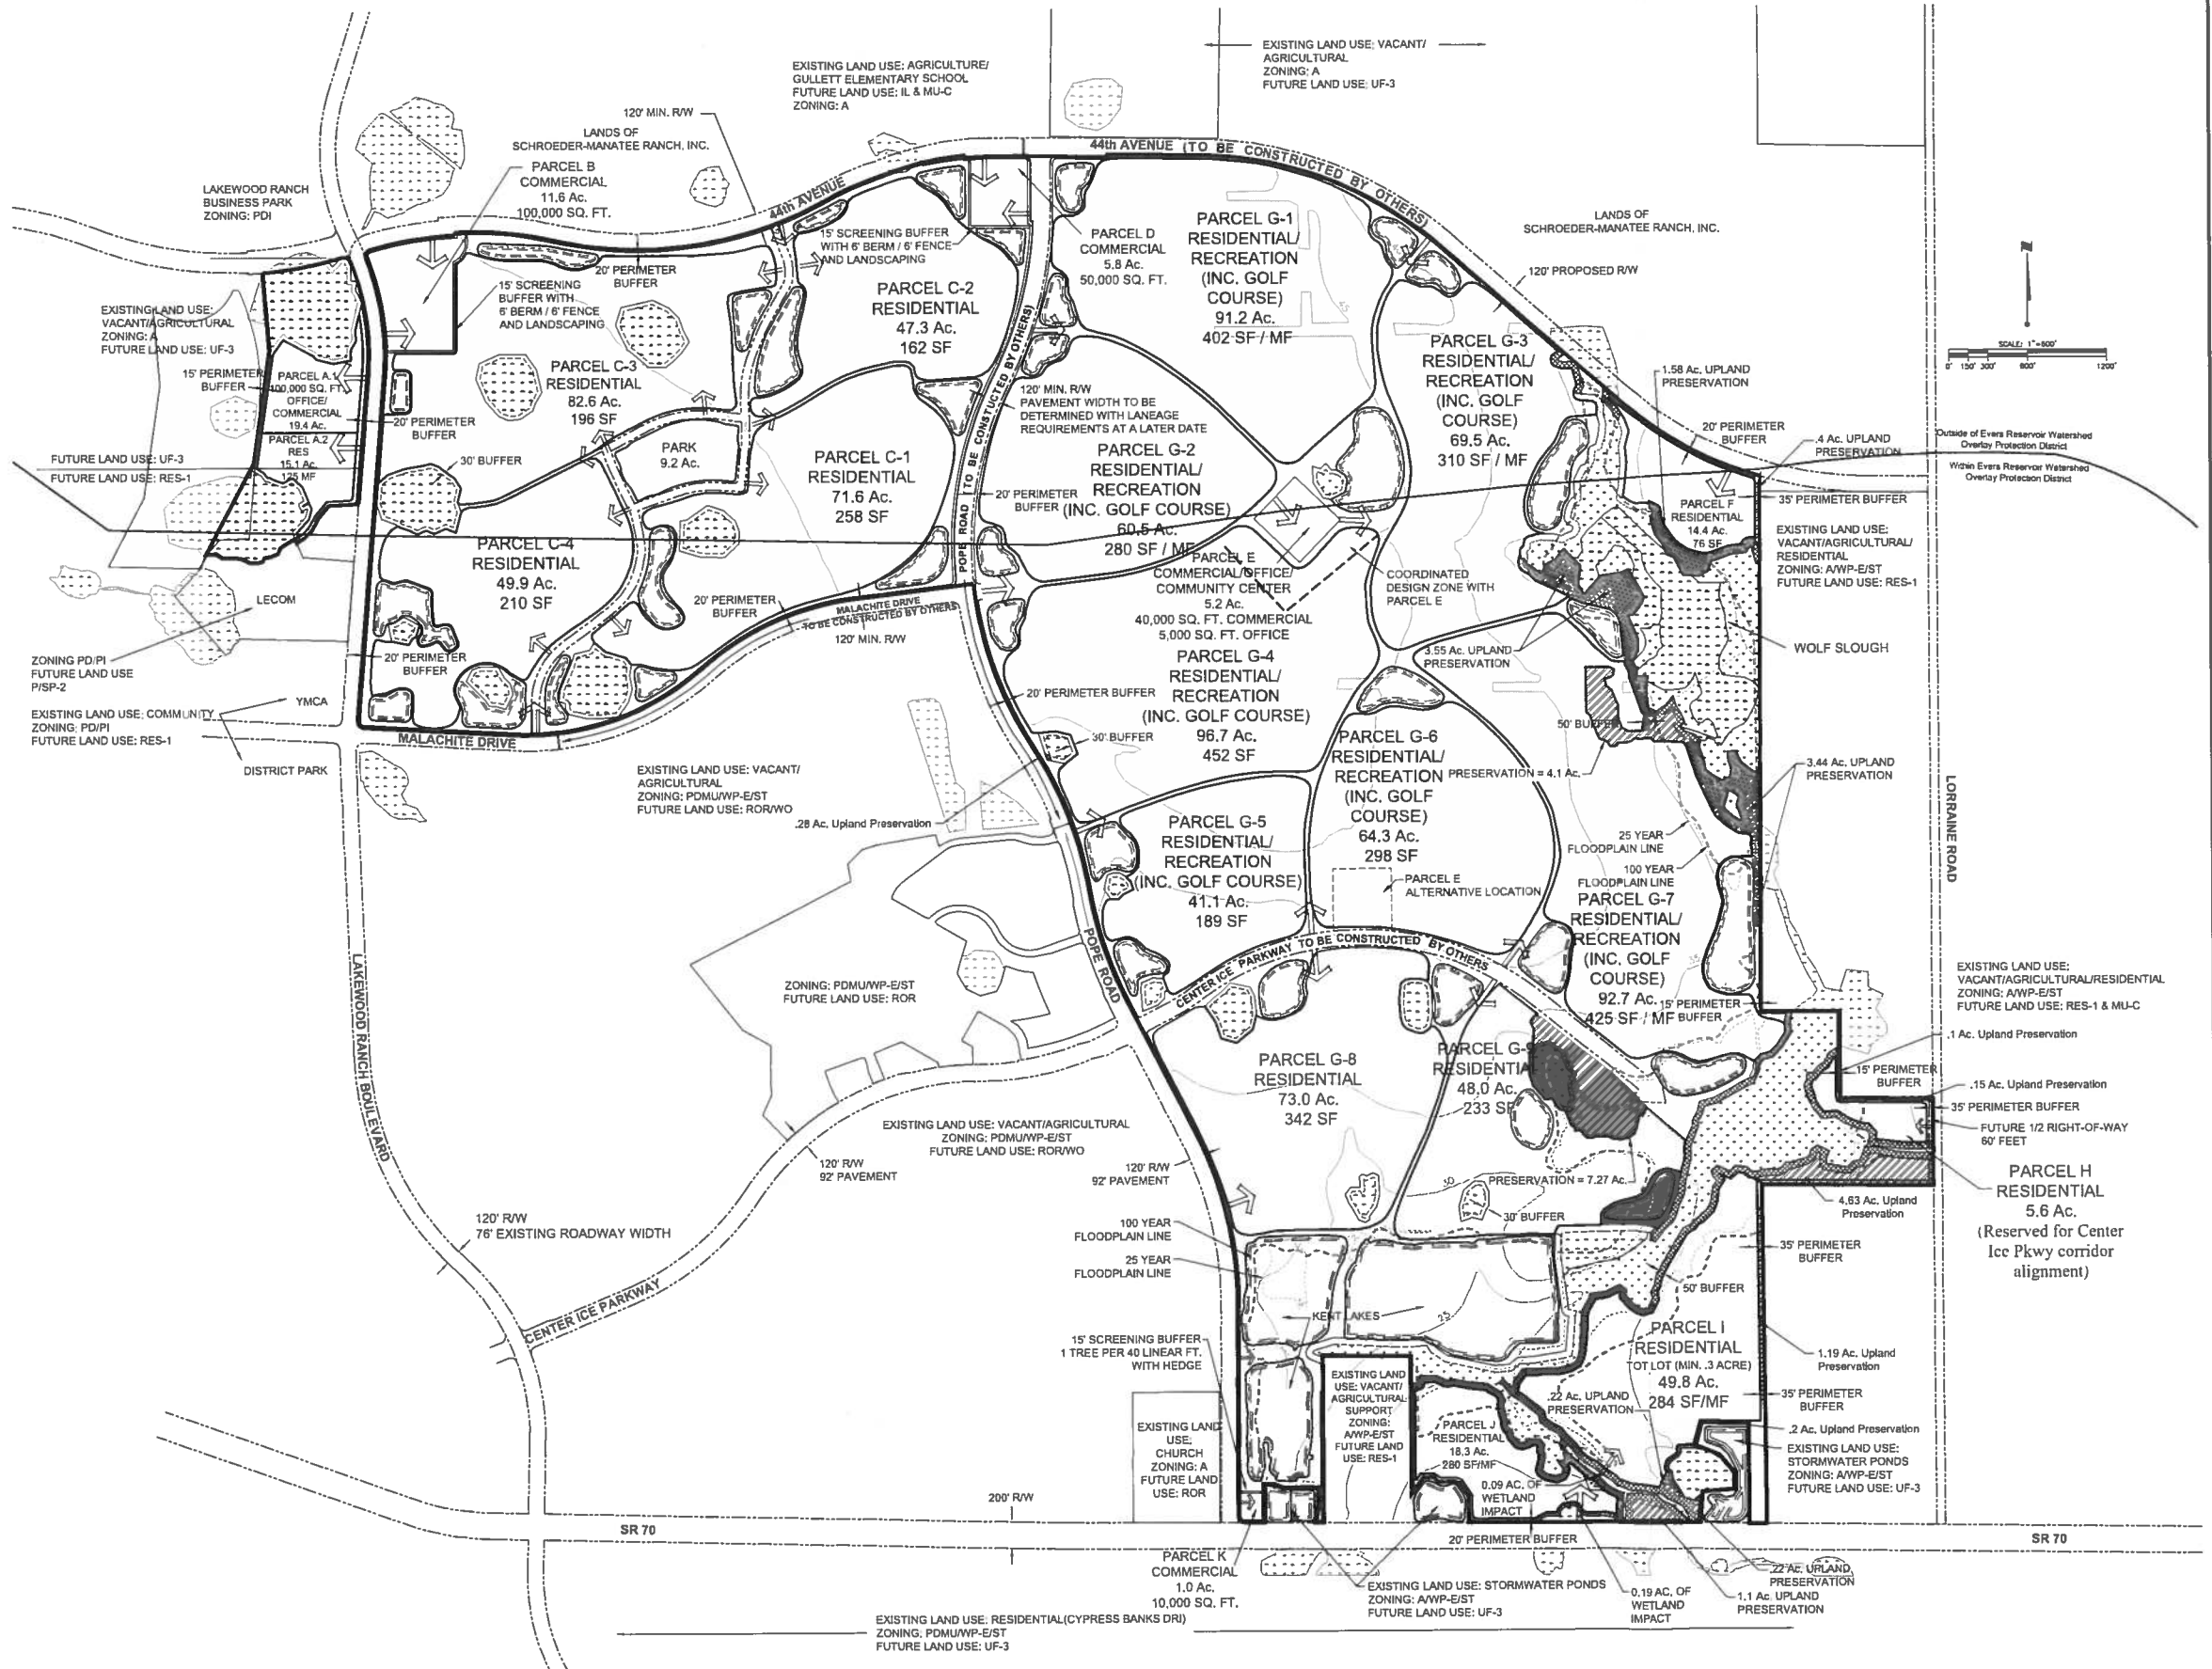 EXISTING LAND USE: VACANT/
AGRICULTURAL
ZONING: A
FUTURE LAND USE: UF-3
EXISTING LAND USE: AGRICULTURE/
GULLETT ELEMENTARY SCHOOL
FUTURE LAND USE: IL & MU-C
ZONING: A
120' MIN. R/W
LANDS OF
SCHROEDER-MANATEE RANCH, INC.
PARCEL B
COMMERCIAL
11.6 Ac.
100,000 SQ. FT.
LAKEWOOD RANCH
BUSINESS PARK
ZONING: PDI
44th AVENUE
44th AVENUE (TO BE CONSTRUCTED BY OTHERS)
LANDS OF
SCHROEDER-MANATEE RANCH, INC.
120' PROPOSED R/W
SCALE: 1"=600'
0' 150' 300' 600' 1200'
15' SCREENING BUFFER
WITH 6' BERM / 6' FENCE
AND LANDSCAPING
PARCEL D
COMMERCIAL
5.8 Ac.
50,000 SQ. FT.
PARCEL G-1
RESIDENTIAL/
RECREATION
(INC. GOLF
COURSE)
91.2 Ac.
402 SF / MF
20' PERIMETER
BUFFER
15' SCREENING
BUFFER WITH
6' BERM / 6' FENCE
AND LANDSCAPING
PARCEL C-2
RESIDENTIAL
47.3 Ac.
162 SF
EXISTING LAND USE:
VACANT/AGRICULTURAL
ZONING: A
FUTURE LAND USE: UF-3
15' PERIMETER
BUFFER
PARCEL A.1
100,000 SQ. FT.
OFFICE/
COMMERCIAL
19.4 Ac.
PARCEL A.2
RES
15.1 Ac.
125 MF
20' PERIMETER
BUFFER
PARCEL C-3
RESIDENTIAL
82.6 Ac.
196 SF
PARK
9.2 Ac.
PARCEL C-1
RESIDENTIAL
71.6 Ac.
258 SF
120' MIN. R/W
PAVEMENT WIDTH TO BE
DETERMINED WITH LANEAGE
REQUIREMENTS AT A LATER DATE
POPE ROAD (TO BE CONSTUCTED BY OTHERS)
PARCEL G-3
RESIDENTIAL/
RECREATION
(INC. GOLF
COURSE)
69.5 Ac.
310 SF / MF
1.58 Ac. UPLAND
PRESERVATION
20' PERIMETER
BUFFER
.4 Ac. UPLAND
PRESERVATION
Outside of Evers Reservoir Watershed
Overlay Protection District
Within Evers Reservoir Watershed
Overlay Protection District
FUTURE LAND USE: UF-3
FUTURE LAND USE: RES-1
30' BUFFER
PARCEL G-2
RESIDENTIAL/
RECREATION
(INC. GOLF COURSE)
60.5 Ac.
280 SF / MF
20' PERIMETER
BUFFER
35' PERIMETER BUFFER
PARCEL F
RESIDENTIAL
14.4 Ac.
76 SF
EXISTING LAND USE:
VACANT/AGRICULTURAL/
RESIDENTIAL
ZONING: A/WP-E/ST
FUTURE LAND USE: RES-1
PARCEL C-4
RESIDENTIAL
49.9 Ac.
210 SF
PARCEL E
COMMERCIAL/OFFICE/
COMMUNITY CENTER
5.2 Ac.
40,000 SQ. FT. COMMERCIAL
5,000 SQ. FT. OFFICE
COORDINATED
DESIGN ZONE WITH
PARCEL E
LECOM
20' PERIMETER
BUFFER
MALACHITE DRIVE
TO BE CONSTRUCTED BY OTHERS
120' MIN. R/W
ZONING PD/PI
FUTURE LAND USE
P/SP-2
20' PERIMETER
BUFFER
YMCA
EXISTING LAND USE: COMMUNITY
ZONING: PD/PI
FUTURE LAND USE: RES-1
DISTRICT PARK
MALACHITE DRIVE
PARCEL G-4
RESIDENTIAL/
RECREATION
(INC. GOLF COURSE)
96.7 Ac.
452 SF
20' PERIMETER BUFFER
30' BUFFER
3.55 Ac. UPLAND
PRESERVATION
WOLF SLOUGH
50' BUFFER
PRESERVATION = 4.1 Ac.
3.44 Ac. UPLAND
PRESERVATION
EXISTING LAND USE: VACANT/
AGRICULTURAL
ZONING: PDMU/WP-E/ST
FUTURE LAND USE: ROR/WO
.28 Ac. Upland Preservation
PARCEL G-6
RESIDENTIAL/
RECREATION
(INC. GOLF
COURSE)
64.3 Ac.
298 SF
PARCEL G-5
RESIDENTIAL/
RECREATION
(INC. GOLF COURSE)
41.1 Ac.
189 SF
PARCEL E
ALTERNATIVE LOCATION
25 YEAR
FLOODPLAIN LINE
100 YEAR
FLOODPLAIN LINE
PARCEL G-7
RESIDENTIAL/
RECREATION
(INC. GOLF
COURSE)
92.7 Ac.
425 SF / MF
15' PERIMETER
BUFFER
LORRAINE ROAD
POPE ROAD
CENTER ICE PARKWAY TO BE CONSTRUCTED BY OTHERS
LAKEWOOD RANCH BOULEVARD
ZONING: PDMU/WP-E/ST
FUTURE LAND USE: ROR
EXISTING LAND USE:
VACANT/AGRICULTURAL/RESIDENTIAL
ZONING: A/WP-E/ST
FUTURE LAND USE: RES-1 & MU-C
.1 Ac. Upland Preservation
15' PERIMETER
BUFFER
.15 Ac. Upland Preservation
35' PERIMETER BUFFER
FUTURE 1/2 RIGHT-OF-WAY
60' FEET
PARCEL H
RESIDENTIAL
5.6 Ac.
(Reserved for Center
Ice Pkwy corridor
alignment)
PARCEL G-8
RESIDENTIAL
73.0 Ac.
342 SF
PARCEL G-9
RESIDENTIAL
48.0 Ac.
233 SF
EXISTING LAND USE: VACANT/AGRICULTURAL
ZONING: PDMU/WP-E/ST
FUTURE LAND USE: ROR/WO
120' R/W
92' PAVEMENT
120' R/W
92' PAVEMENT
PRESERVATION = 7.27 Ac.
30' BUFFER
4.63 Ac. Upland
Preservation
120' R/W
76' EXISTING ROADWAY WIDTH
100 YEAR
FLOODPLAIN LINE
25 YEAR
FLOODPLAIN LINE
35' PERIMETER
BUFFER
50' BUFFER
CENTER ICE PARKWAY
KENT LAKES
25
15' SCREENING BUFFER
1 TREE PER 40 LINEAR FT.
WITH HEDGE
PARCEL I
RESIDENTIAL
TOT LOT (MIN. .3 ACRE)
49.8 Ac.
284 SF/MF
1.19 Ac. Upland
Preservation
35' PERIMETER
BUFFER
.22 Ac. UPLAND
PRESERVATION
EXISTING LAND
USE: VACANT/
AGRICULTURAL
SUPPORT
ZONING:
A/WP-E/ST
FUTURE LAND
USE: RES-1
PARCEL J
RESIDENTIAL
18.3 Ac.
280 SF/MF
.2 Ac. Upland Preservation
EXISTING LAND USE:
STORMWATER PONDS
ZONING: A/WP-E/ST
FUTURE LAND USE: UF-3
EXISTING LAND
USE:
CHURCH
ZONING: A
FUTURE LAND
USE: ROR
0.09 AC. OF
WETLAND
IMPACT
200' R/W
SR 70
20' PERIMETER BUFFER
SR 70
PARCEL K
COMMERCIAL
1.0 Ac.
10,000 SQ. FT.
EXISTING LAND USE: STORMWATER PONDS
ZONING: A/WP-E/ST
FUTURE LAND USE: UF-3
0.19 AC. OF
WETLAND
IMPACT
.22 AC. UPLAND
PRESERVATION
1.1 Ac. UPLAND
PRESERVATION
EXISTING LAND USE: RESIDENTIAL(CYPRESS BANKS DRI)
ZONING: PDMU/WP-E/ST
FUTURE LAND USE: UF-3